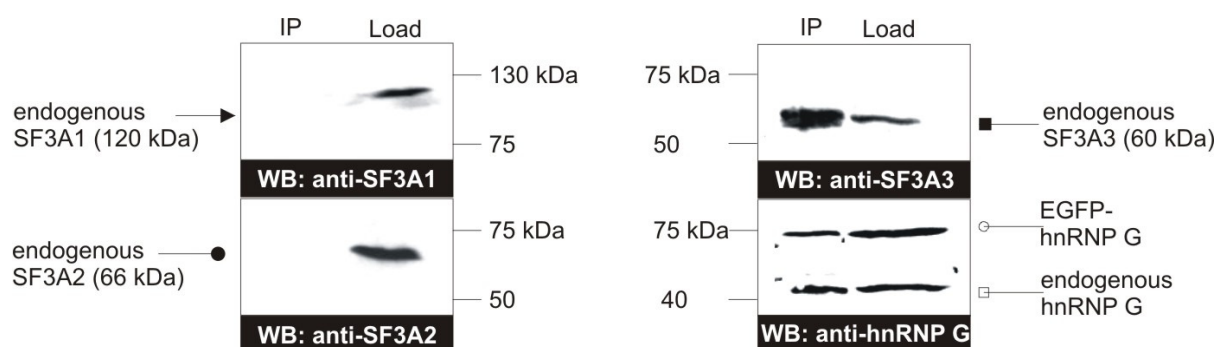 IP Load
130 kDa
endogenous
SF3A1 (120 kDa)
75
WB: anti-SF3A1
75 kDa
endogenous
SF3A2 (66 kDa)
50
WB: anti-SF3A2
IP Load
75 kDa
endogenous
SF3A3 (60 kDa)
50
WB: anti-SF3A3
EGFP-
hnRNP G
75 kDa
endogenous
hnRNP G
40
WB: anti-hnRNP G